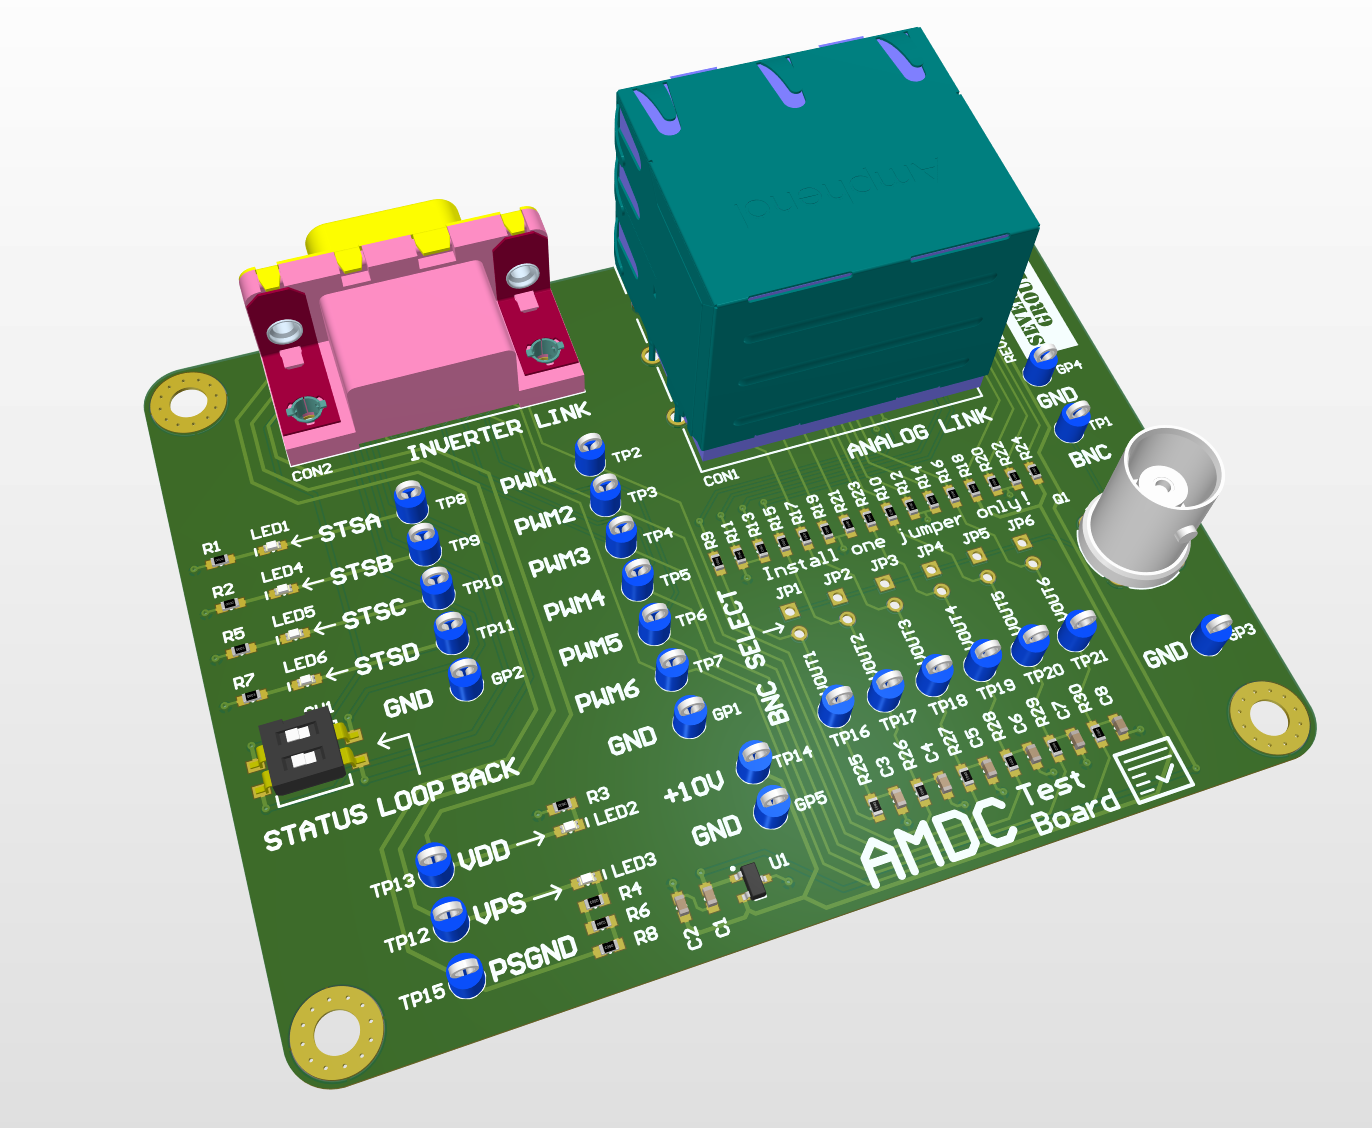 Amphenol
SEVE
GROU
REV
GP4
GND
TP1
BNC
Q1
INVERTER LINK
CON2
ANALOG LINK
CON1
TP2
PWM1
TP3
PWM2
TP4
PWM3
TP5
PWM4
TP6
PWM5
TP7
PWM6
GP1
GND
TP8
LED1
STSA
R1
TP9
LED4
STSB
R2
TP10
LED5
STSC
R5
TP11
LED6
STSD
R7
GP2
GND
STATUS LOOP BACK
R9 R11 R13 R15 R17 R19 R21 R23 R10 R12 R14 R16 R18 R20 R22 R24
Install one jumper only!
JP1 JP2 JP3 JP4 JP5 JP6
BNC SELECT
VOUT1 VOUT2 VOUT3 VOUT4 VOUT5 VOUT6
TP16 TP17 TP18 TP19 TP20 TP21
GP3
GND
TP14
+10V
GP5
GND
R25 C3 R26 C4 R27 C5 R28 C6 R29 C7 R30 C8
AMDC Test Board
R3
LED2
VDD
TP13
LED3
R4
VPS
TP12
R6
R8
PSGND
TP15
U1
C2 C1